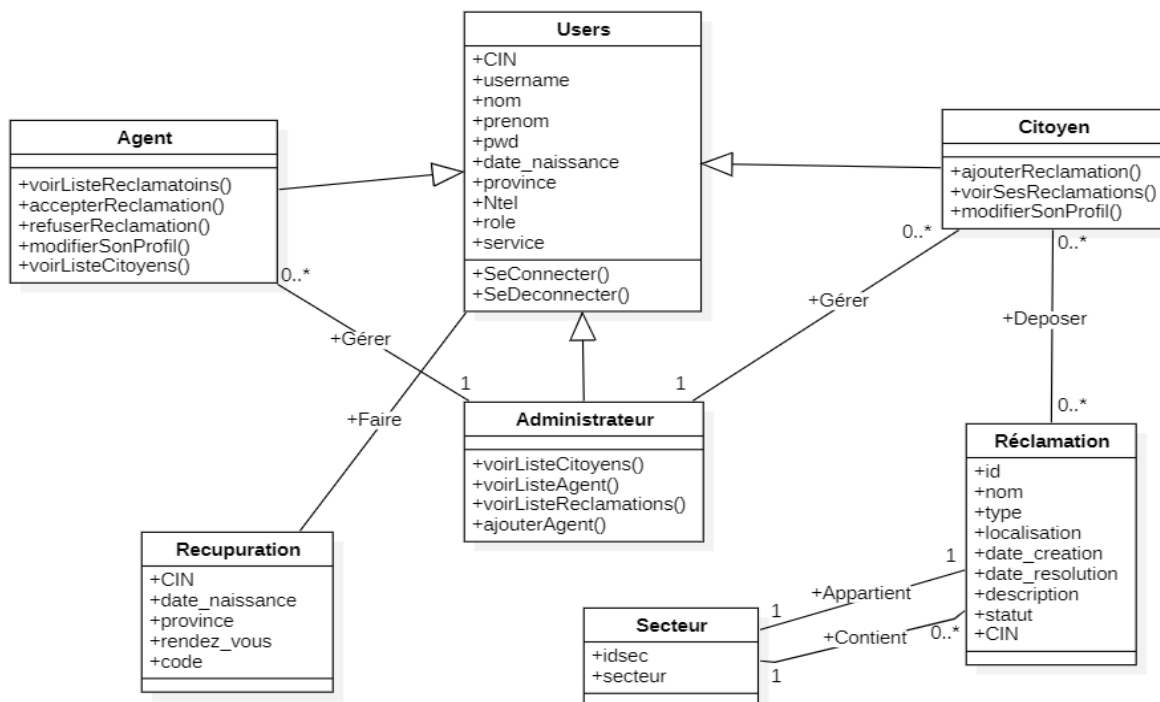 Users
+CIN
+username
+nom
+prenom
+pwd
+date_naissance
+province
+Ntel
+role
+service
+SeConnecter()
+SeDeconnecter()
Agent
+voirListeReclamatoins()
+accepterReclamation()
+refuserReclamation()
+modifierSonProfil()
+voirListeCitoyens()
Citoyen
+ajouterReclamation()
+voirSesReclamations()
+modifierSonProfil()
0..*
+Gérer
1
0..*
+Gérer
1
0..*
+Deposer
0..*
+Faire
Administrateur
+voirListeCitoyens()
+voirListeAgent()
+voirListeReclamations()
+ajouterAgent()
Réclamation
+id
+nom
+type
+localisation
+date_creation
+date_resolution
+description
+statut
+CIN
Recupuration
+CIN
+date_naissance
+province
+rendez_vous
+code
1
+Appartient
1
+Contient
0..*
1
Secteur
+idsec
+secteur